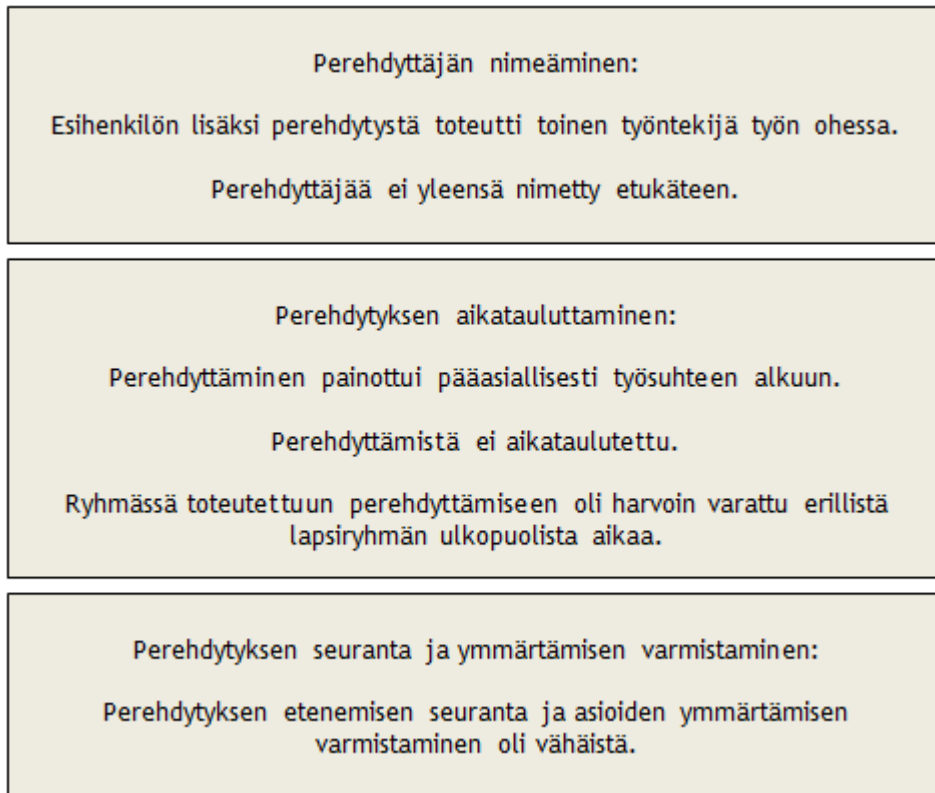 Perehdyttäjän nimeäminen:
Esihenkilön lisäksi perehdytystä toteutti toinen työntekijä työn ohessa.
Perehdyttäjää ei yleensä nimetty etukäteen.
Perehdytyksen aikatauluttaminen:
Perehdyttäminen painottui pääasiallisesti työsuhteen alkuun.
Perehdyttämistä ei aikataulutettu.
Ryhmässä toteutettuun perehdyttämiseen oli harvoin varattu erillistä
lapsiryhmän ulkopuolista aikaa.
Perehdytyksen seuranta ja ymmärtämisen varmistaminen:
Perehdytyksen etenemisen seuranta ja asioiden ymmärtämisen
varmistaminen oli vähäistä.